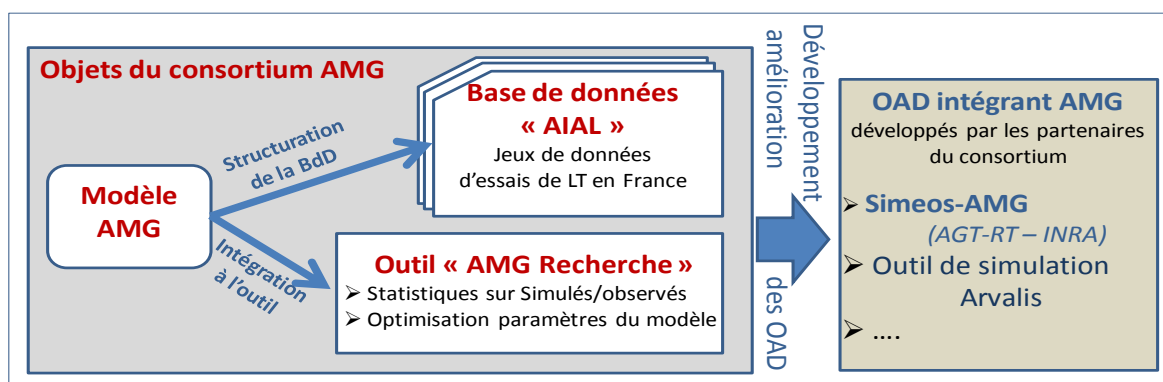 Objets du consortium AMG
Modèle
AMG
Structuration
de la BdD
Intégration
à l'outil
Base de données
« AIAL »
Jeux de données
d'essais de LT en France
Outil « AMG Recherche »
➢ Statistiques sur Simulés/observés
➢ Optimisation paramètres du modèle
Développement
amélioration
des OAD
OAD intégrant AMG
développés par les partenaires
du consortium
➢ Simeos-AMG
(AGT-RT – INRA)
➢ Outil de simulation
Arvalis
➢ ....